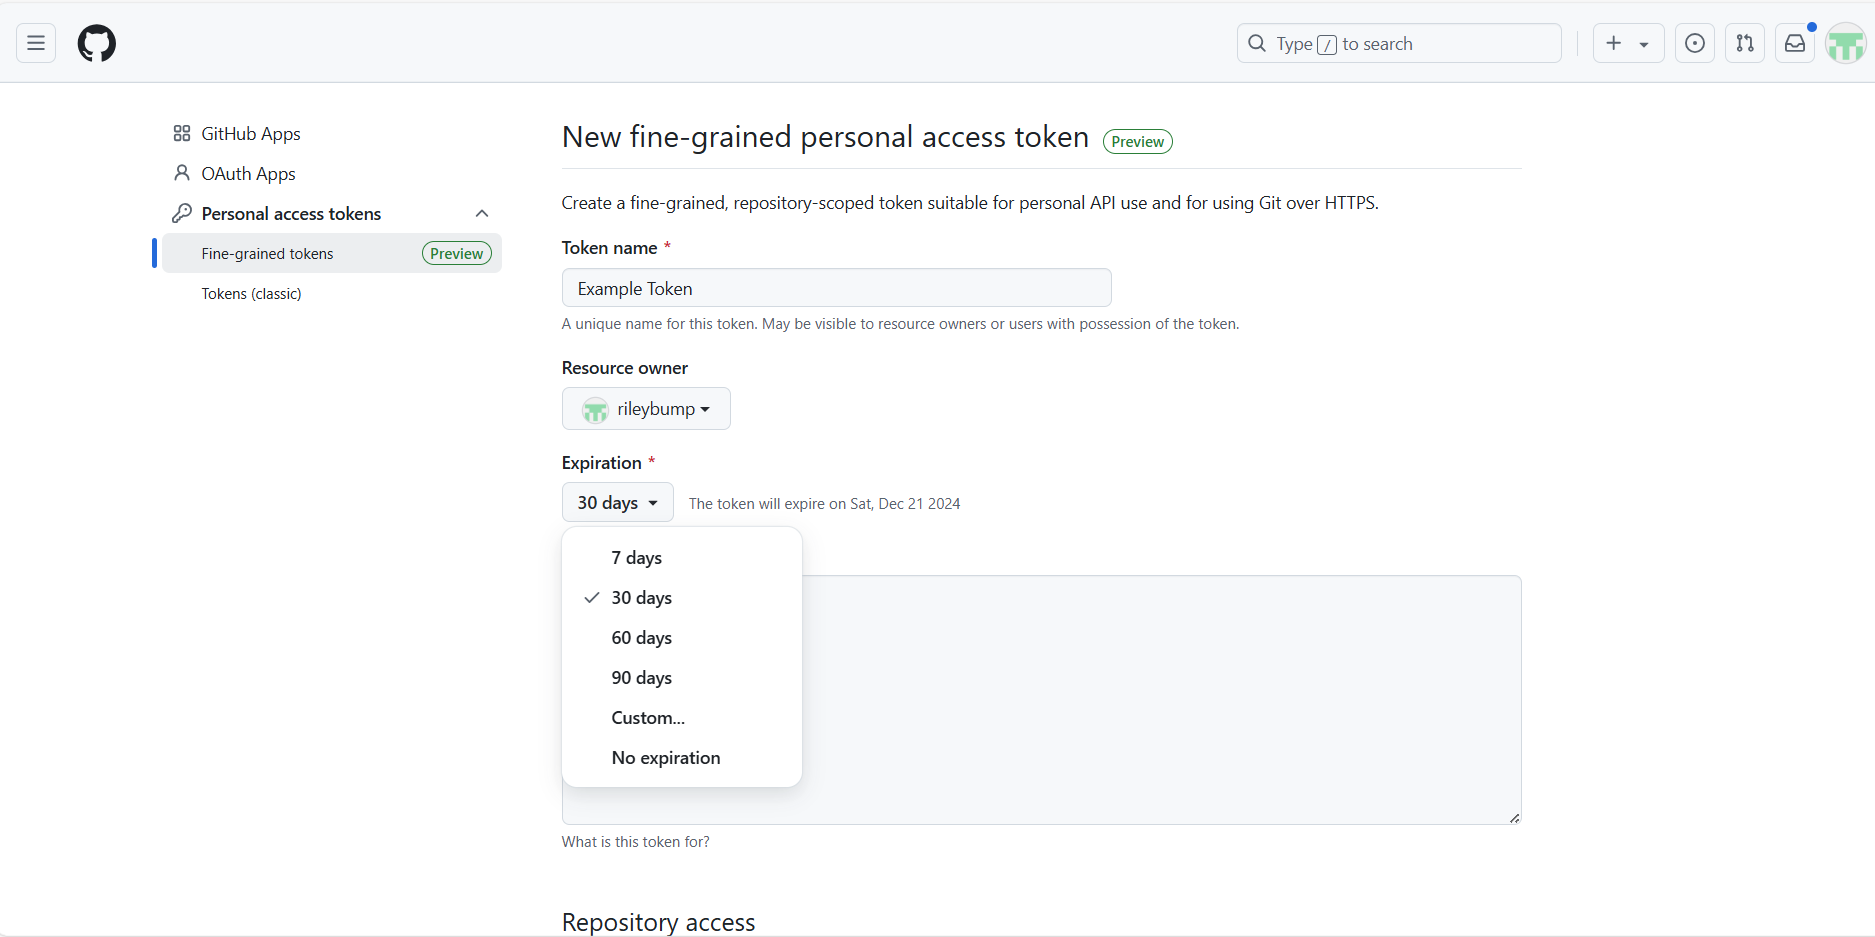 Type / to search
GitHub Apps
OAuth Apps
Personal access tokens
Fine-grained tokens Preview
Tokens (classic)
New fine-grained personal access token Preview
Create a fine-grained, repository-scoped token suitable for personal API use and for using Git over HTTPS.
Token name *
Example Token
A unique name for this token. May be visible to resource owners or users with possession of the token.
Resource owner
rileybump
Expiration *
30 days The token will expire on Sat, Dec 21 2024
7 days
30 days
60 days
90 days
Custom...
No expiration
What is this token for?
Repository access